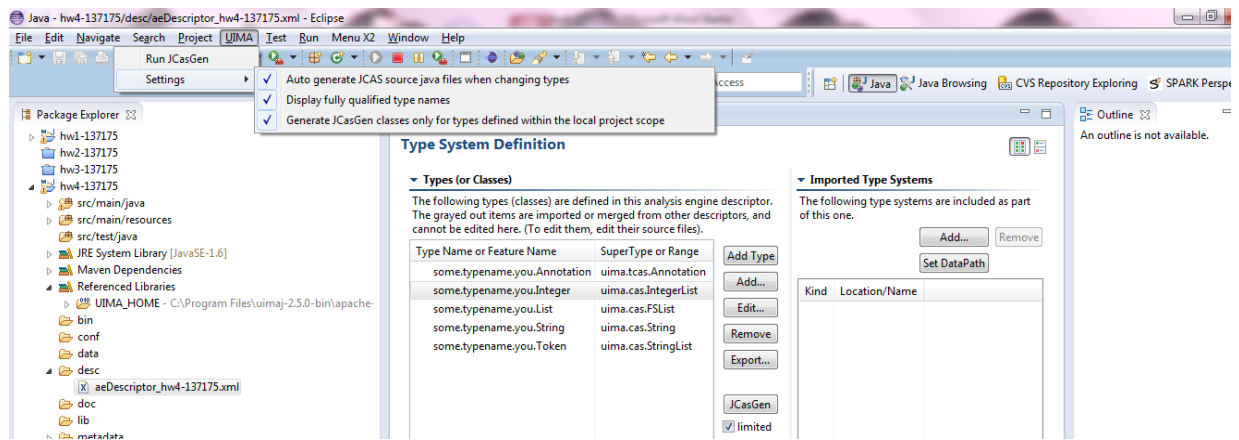 Java - hw4-137175/desc/aeDescriptor_hw4-137175.xml - Eclipse
File Edit Navigate Search Project UIMA Test Run Menu X2 Window Help
Run JCasGen
Settings
Auto generate JCAS source java files when changing types
Display fully qualified type names
Generate JCasGen classes only for types defined within the local project scope
Java Java Browsing CVS Repository Exploring SPARK Perspe
Package Explorer
hw1-137175
hw2-137175
hw3-137175
hw4-137175
src/main/java
src/main/resources
src/test/java
JRE System Library [JavaSE-1.6]
Maven Dependencies
Referenced Libraries
UIMA_HOME - C:\Program Files\uimaj-2.5.0-bin\apache-
bin
conf
data
desc
aeDescriptor_hw4-137175.xml
doc
lib
metadata
Type System Definition
Types (or Classes)
The following types (classes) are defined in this analysis engine descriptor.
The grayed out items are imported or merged from other descriptors, and
cannot be edited here. (To edit them, edit their source files).
Type Name or Feature Name SuperType or Range
some.typename.you.Annotation uima.tcas.Annotation
some.typename.you.Integer uima.cas.IntegerList
some.typename.you.List uima.cas.FSList
some.typename.you.String uima.cas.String
some.typename.you.Token uima.cas.StringList
Add Type
Add...
Edit...
Remove
Export...
JCasGen
limited
Imported Type Systems
The following type systems are included as part
of this one.
Add... Remove
Set DataPath
Kind Location/Name
Outline
An outline is not available.